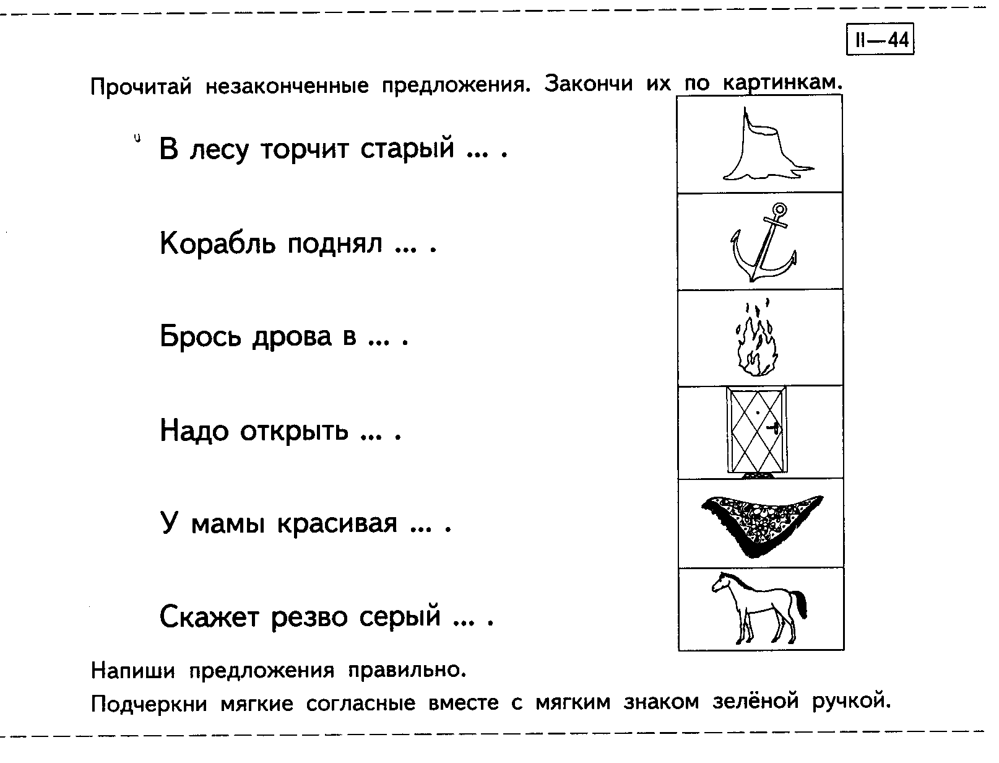 II—44
Прочитай незаконченные предложения. Закончи их по картинкам.
В лесу торчит старый ... .
Корабль поднял ... .
Брось дрова в ... .
Надо открыть ... .
У мамы красивая ... .
Скажет резво серый ... .
Напиши предложения правильно.
Подчеркни мягкие согласные вместе с мягким знаком зелёной ручкой.